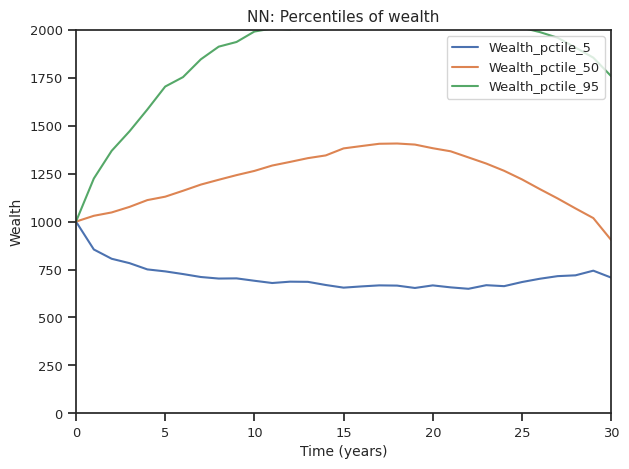 NN: Percentiles of wealth
2000
1750
1500
1250
1000
750
500
250
0
Wealth
Wealth_pctile_5
Wealth_pctile_50
Wealth_pctile_95
0 5 10 15 20 25 30
Time (years)